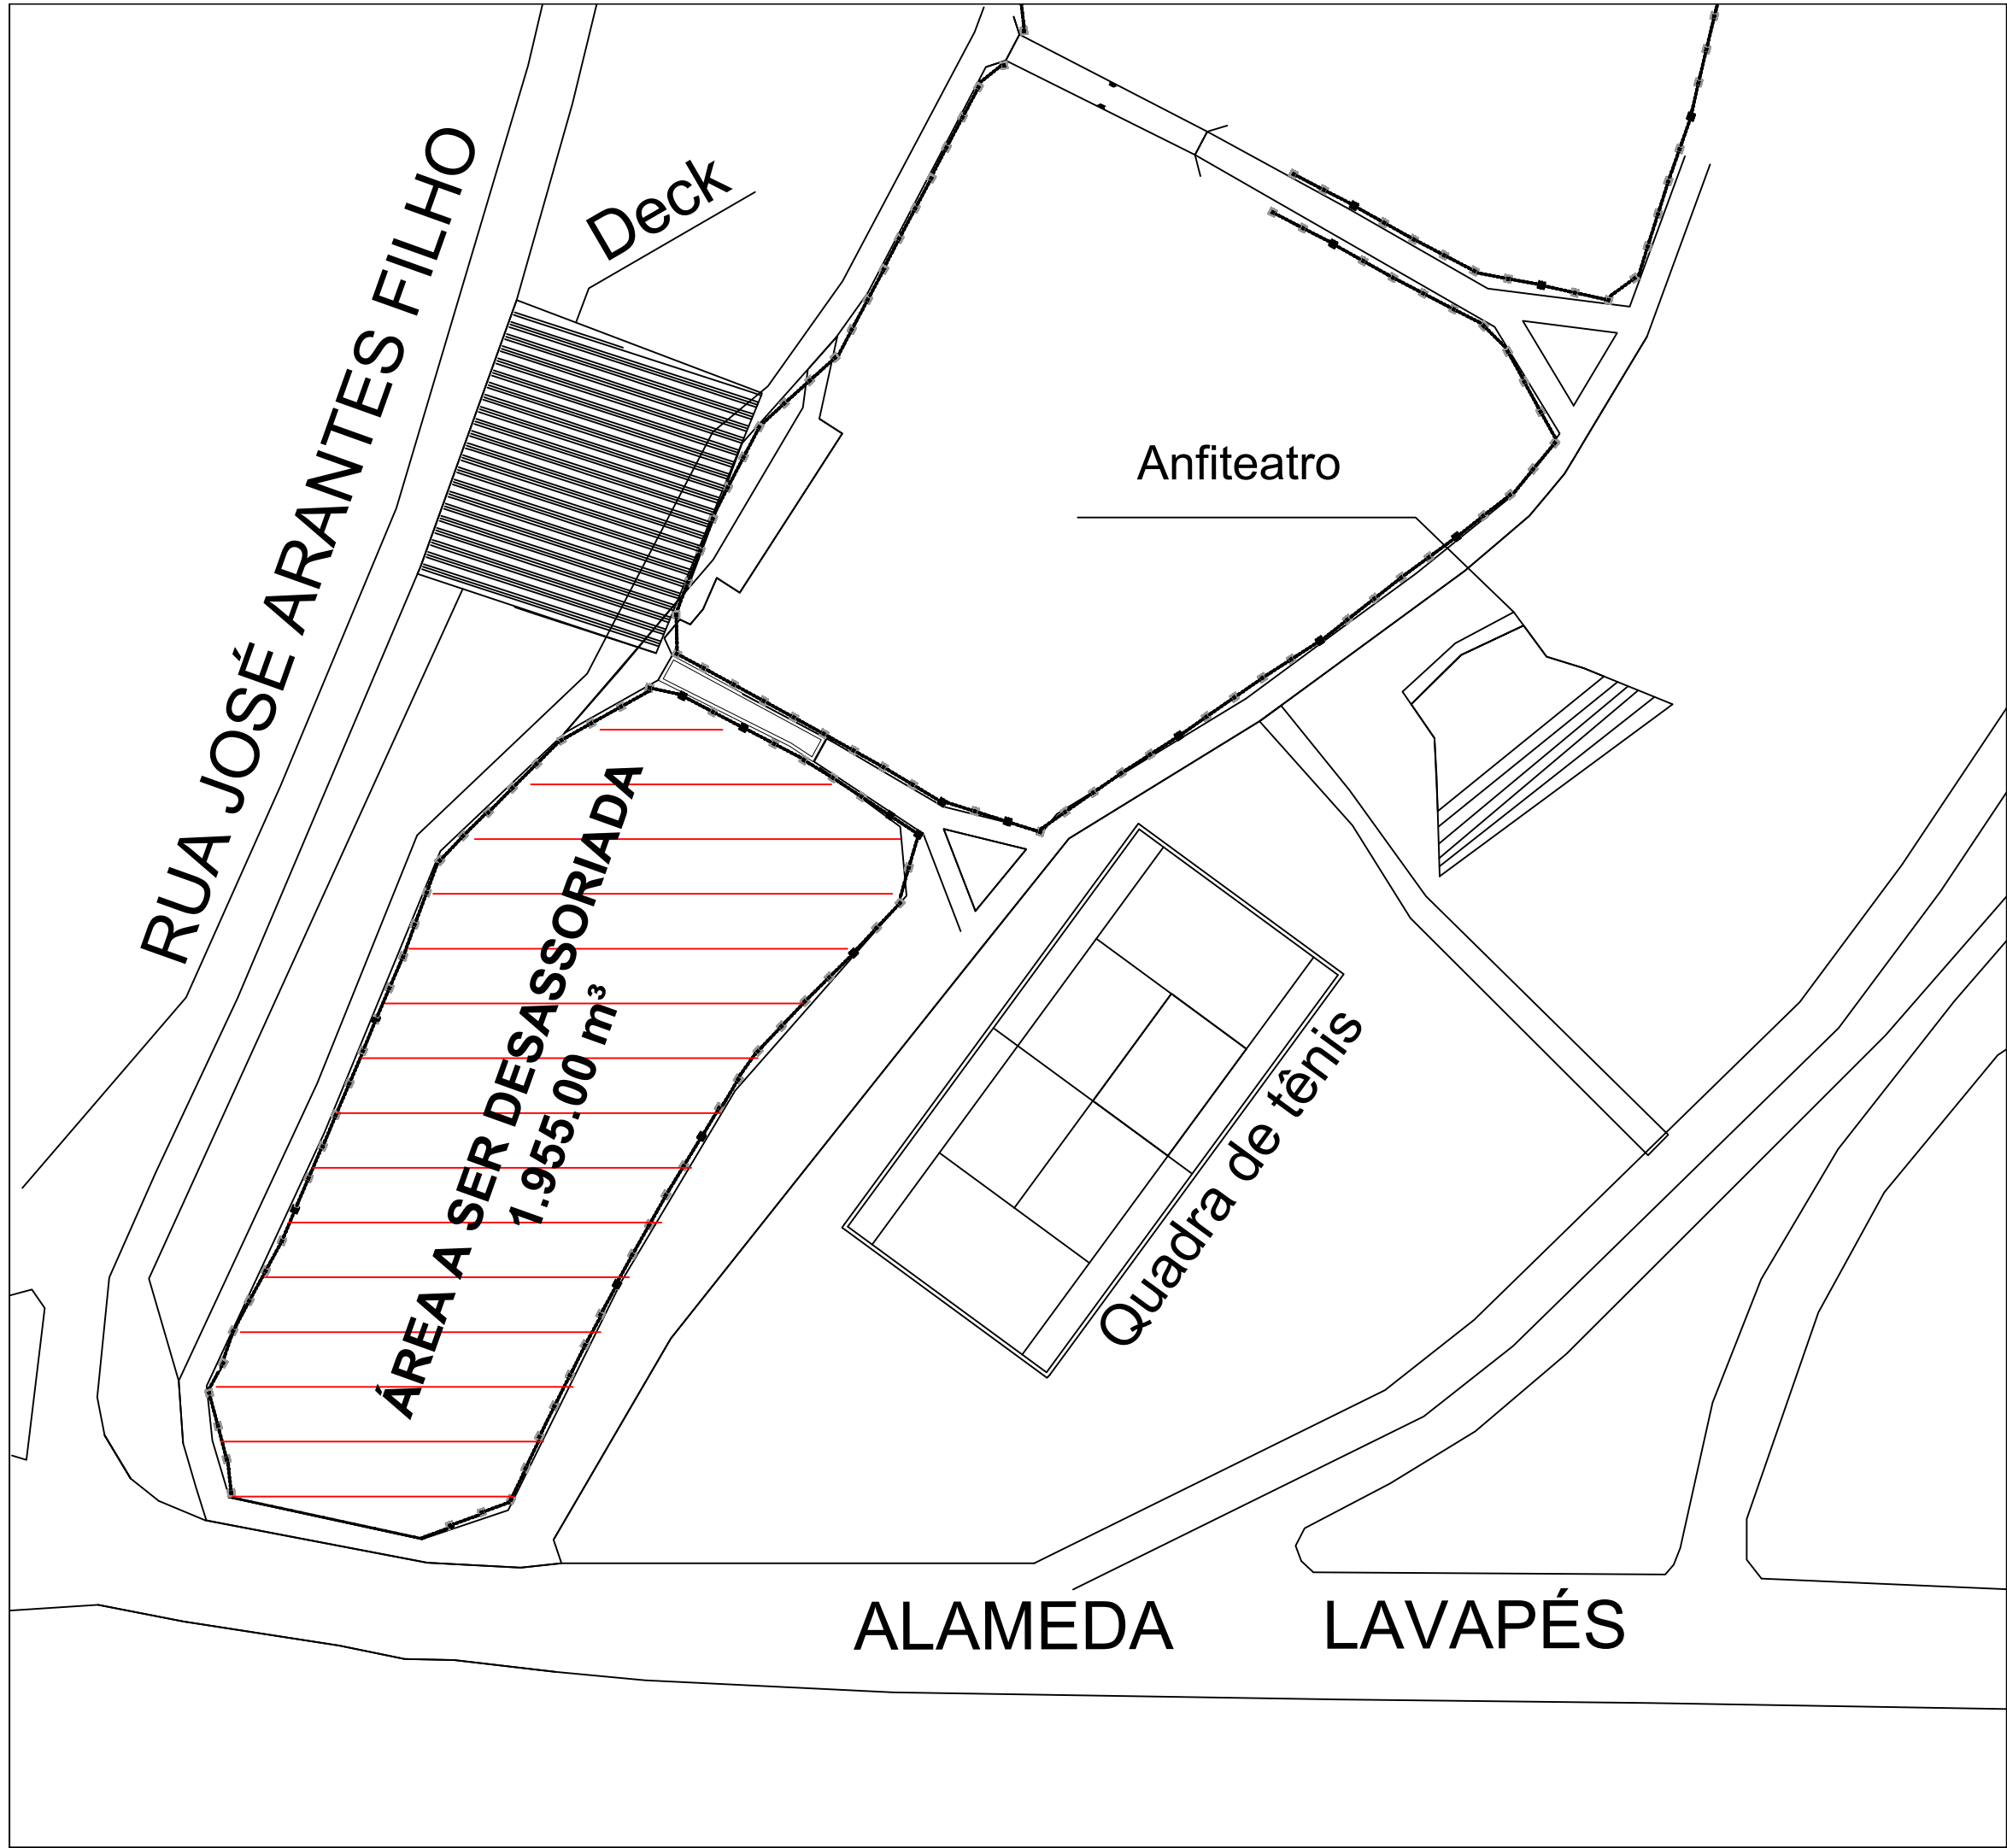 RUA JOSÉ ARANTES FILHO
Deck
Anfiteatro
ÁREA A SER DESASSORIADA
1.955.00 m³
Quadra de tênis
ALAMEDA LAVAPÉS